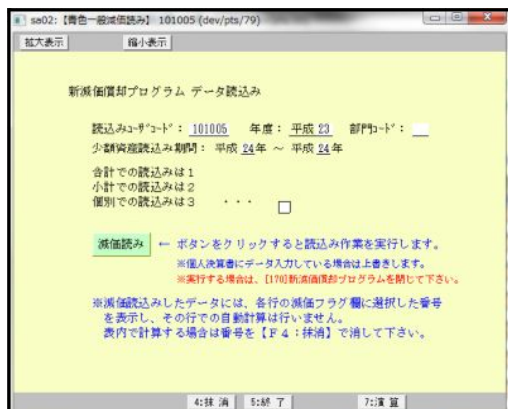 sa02:【青色一般減価読み】 101005 (dev/pts/79)
拡大表示 縮小表示
新減価償却プログラム データ読込み
読込みユーザコード: 101005 年度: 平成 23 部門コード:
少額資産読込み期間: 平成 24年 ~ 平成 24年
合計での読込みは1
小計での読込みは2
個別での読込みは3 ・・・
減価読み ← ボタンをクリックすると読込み作業を実行します。
※個人決算書にデータ入力している場合は上書きします。
※実行する場合は、[170]新減価償却プログラムを閉じて下さい。
※減価読込みしたデータには、各行の減価フラグ欄に選択した番号
を表示し、その行での自動計算は行いません。
表内で計算する場合は番号を【F4:抹消】で消して下さい。
4:抹 消 5:終 了 7:演 算